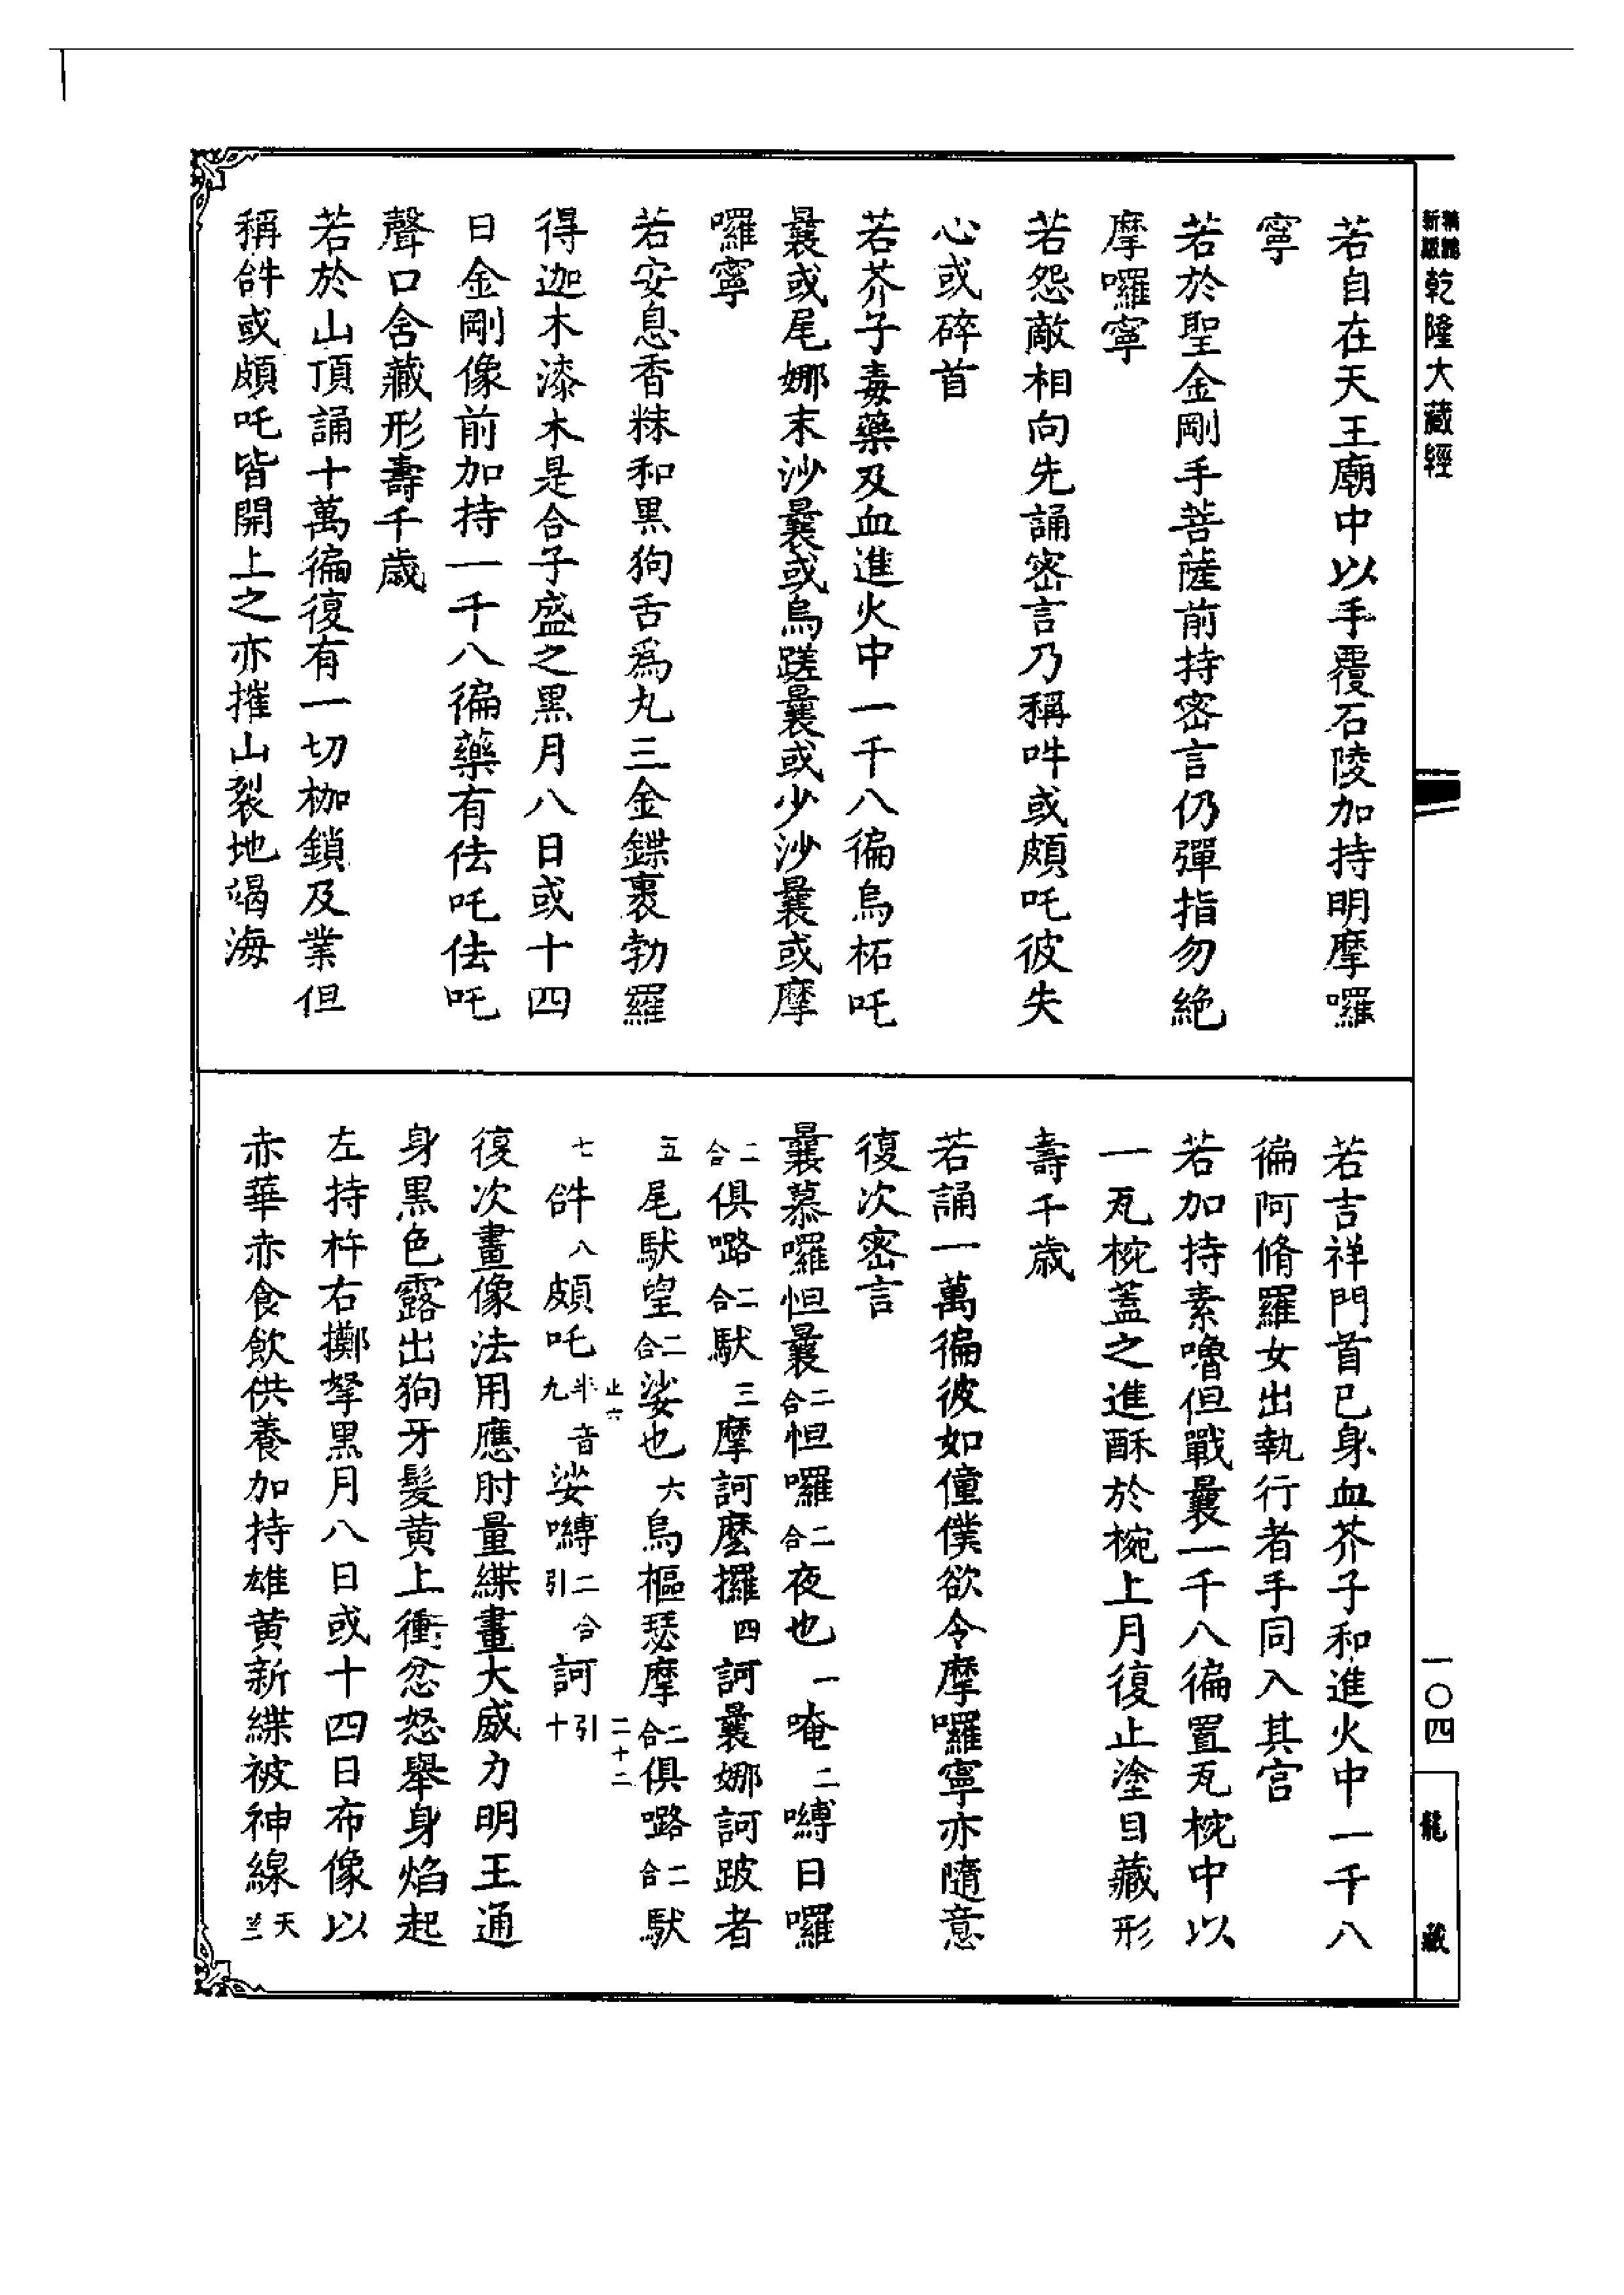 乾隆大藏經
若自在天王廟中以手覆石陵加持明摩囉
寧
若於聖金剛手菩薩前持密言仍彈指勿絶
摩囉寧
若怨敵相向先誦密言乃稱吽或頗吒彼失
心或碎首
若芥子毒藥及血進火中一千八徧烏柘吒
曩或尾娜末沙曩或烏蹉曩或少沙曩或摩
囉寧
若安息香粖和黒狗舌爲丸三金鍱裹勃羅
得迦木漆木是合子盛之黒月八日或十四
日金剛像前加持一千八徧藥有佉吒佉吒
聲口含藏形壽千歲
若於山頂誦十萬徧復有一切枷鎖及業但
稱𤙖或頗吒皆開上之亦摧山裂地竭海
一〇四
龍藏
若吉祥門首已身血芥子和進火中一千八
徧阿脩羅女出執行者手同入其宫
若加持素嚕但戰曩一千八徧置瓦椀中以
一瓦椀蓋之進酥於椀上月復止塗目藏形
壽千歲
若誦一萬徧彼如僮僕欲令摩囉寧亦隨意
復次密言
曩慕囉怛曩二合怛囉二合夜也一唵二嚩日囉
二合俱嚕二合馱三摩訶麼攞四訶曩娜訶跛者
五尾馱望二合娑也六烏樞瑟摩二合俱嚕二合馱
七𤙖八頗吒半音九娑嚩二合引訶引十
復次畫像法用應肘量緤畫大威力明王通
身黒色露出狗牙髮黄上衝忿怒舉身焰起
左持杵右擲拏黒月八日或十四日布像以
赤華赤食飲供養加持雄黄新緤被神線天竺